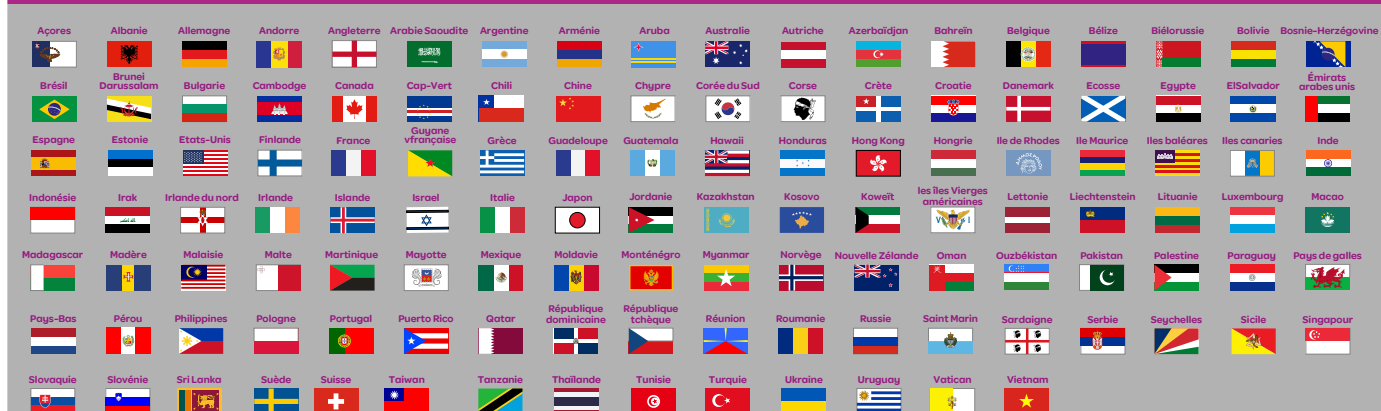 Açores Albanie Allemagne Andorre Angleterre Arabie Saoudite Argentine Arménie Aruba Australie Autriche Azerbaïdjan Bahreïn Belgique Bélize Biélorussie Bolivie Bosnie-Herzégovine
Brésil Brunei Darussalam Bulgarie Cambodge Canada Cap-Vert Chili Chine Chypre Corée du Sud Corse Crète Croatie Danemark Ecosse Egypte ElSalvador Émirats arabes unis
Espagne Estonie Etats-Unis Finlande France Guyane vfrançaise Grèce Guadeloupe Guatemala Hawaii Honduras Hong Kong Hongrie Ile de Rhodes Ile Maurice Iles baléares Iles canaries Inde
Indonésie Irak Irlande du nord Irlande Islande Israel Italie Japon Jordanie Kazakhstan Kosovo Koweït les îles Vierges américaines Lettonie Liechtenstein Lituanie Luxembourg Macao
Madagascar Madère Malaisie Malte Martinique Mayotte Mexique Moldavie Monténégro Myanmar Norvège Nouvelle Zélande Oman Ouzbékistan Pakistan Palestine Paraguay Pays de galles
Pays-Bas Pérou Philippines Pologne Portugal Puerto Rico Qatar République dominicaine République tchèque Réunion Roumanie Russie Saint Marin Sardaigne Serbie Seychelles Sicile Singapour
Slovaquie Slovénie Sri Lanka Suède Suisse Taiwan Tanzanie Thaïlande Tunisie Turquie Ukraine Uruguay Vatican Vietnam